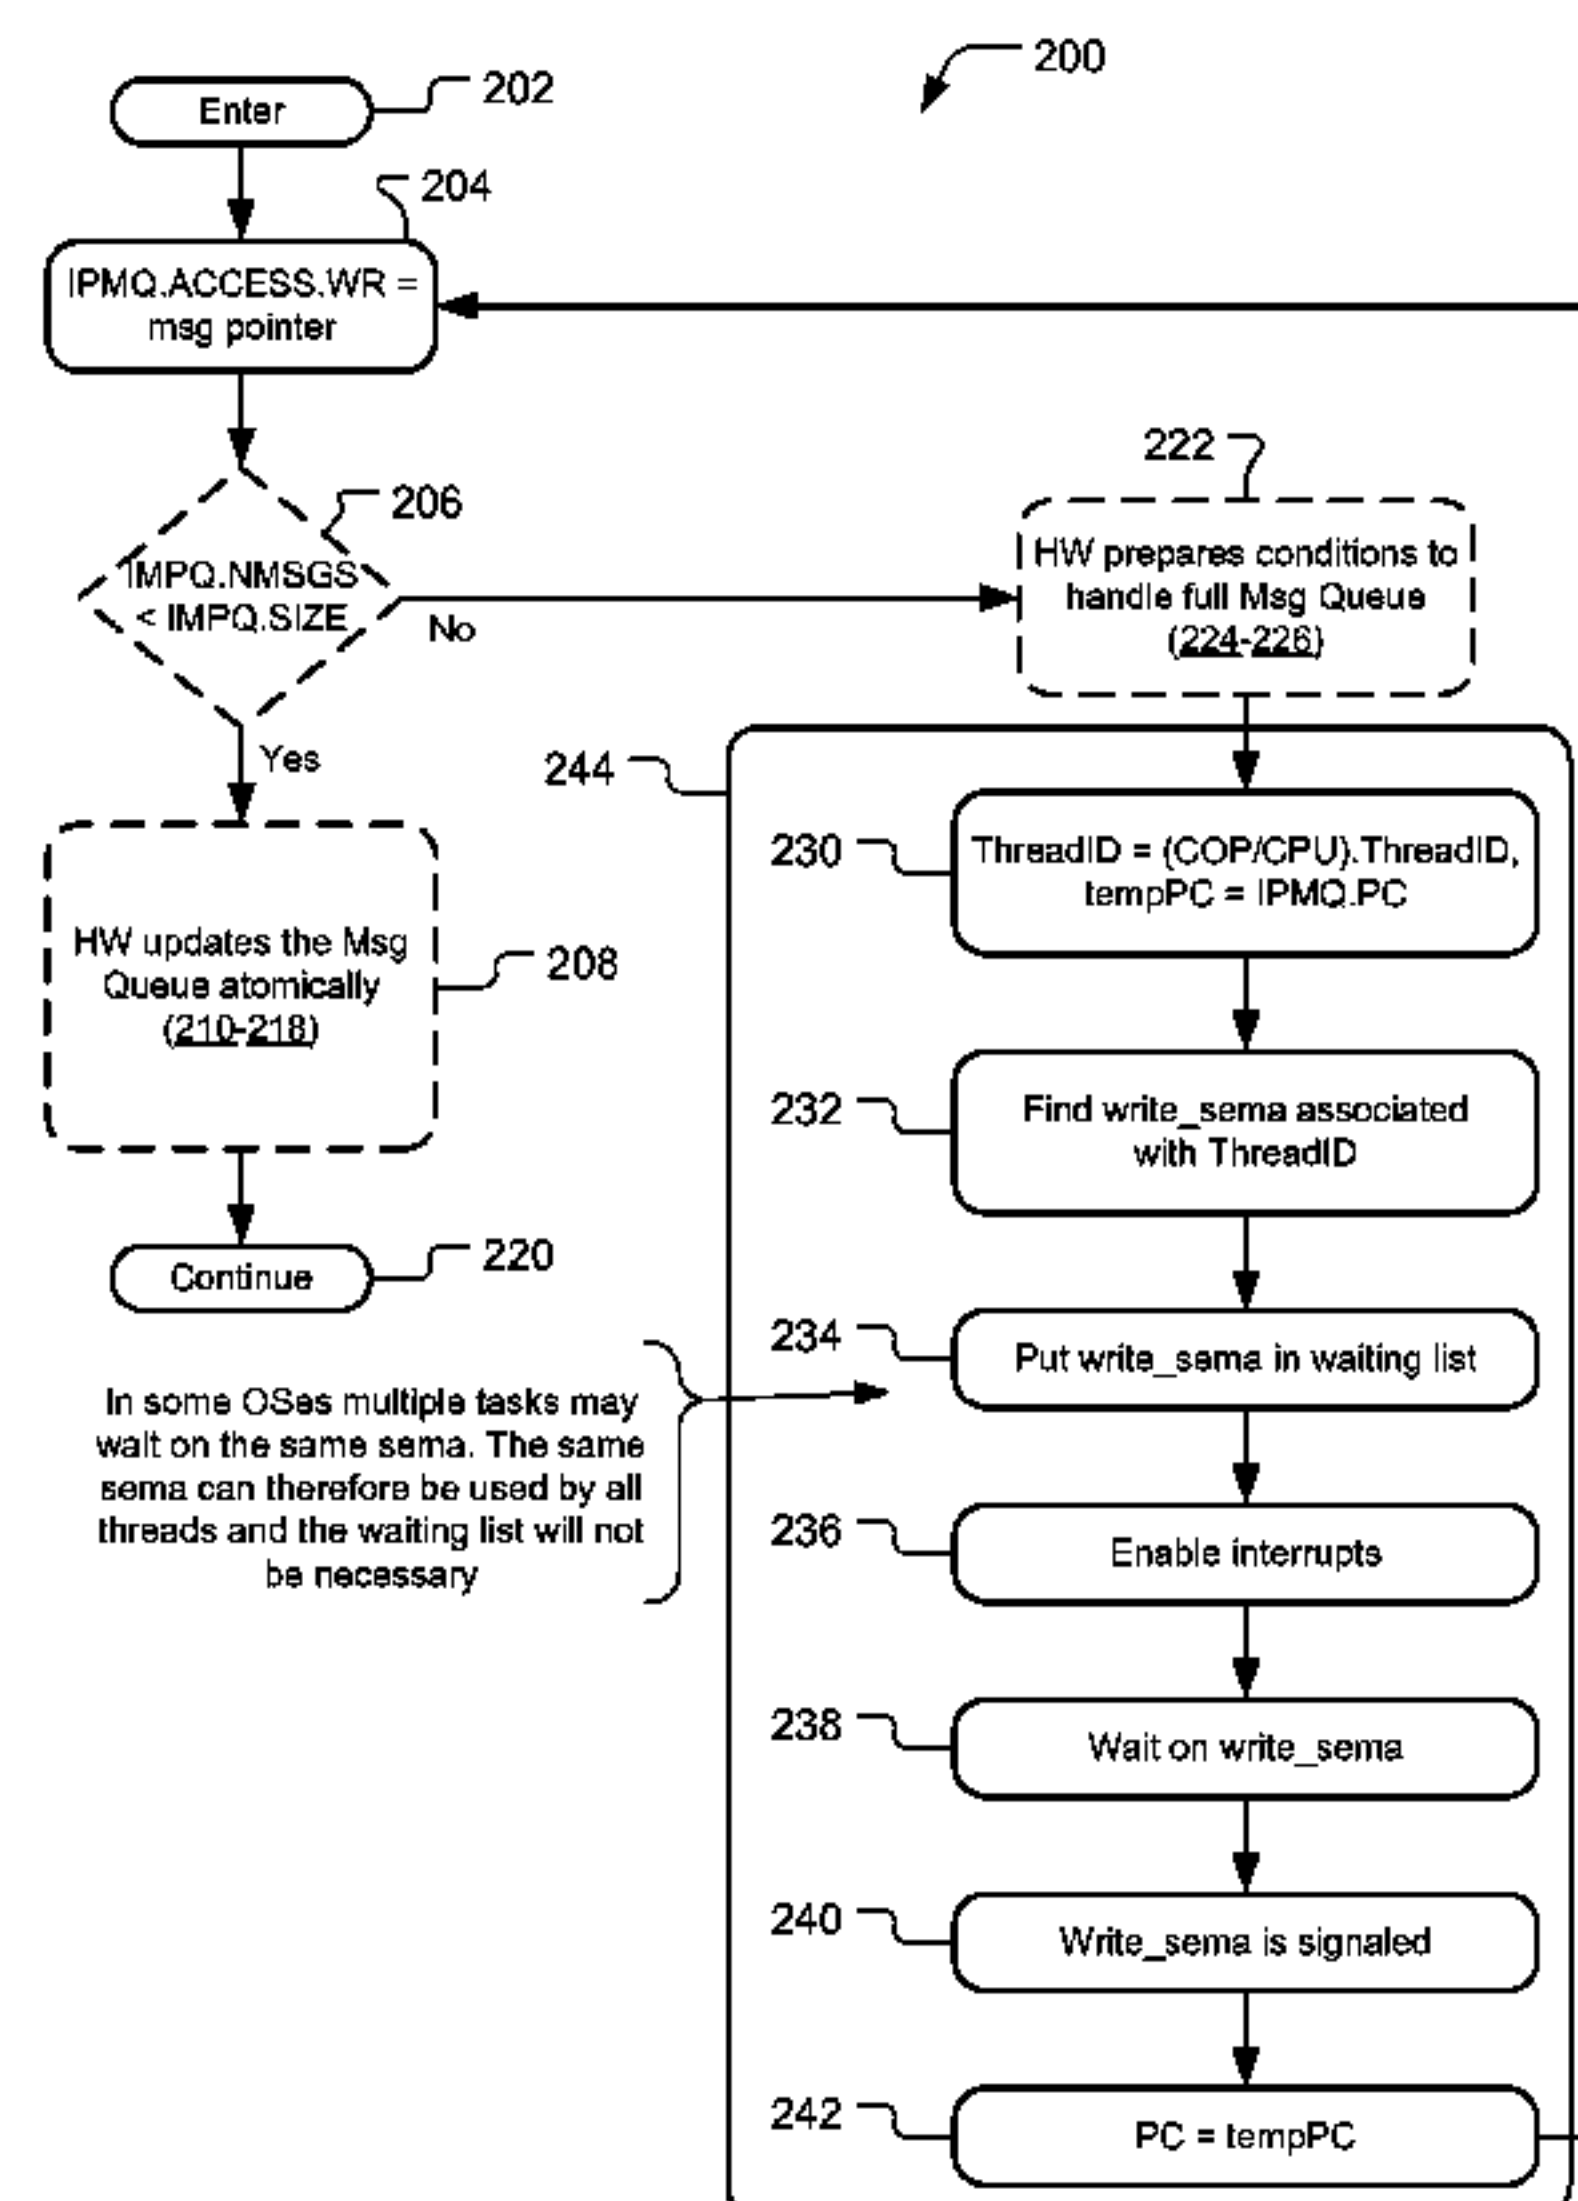 200
Enter
202
204
IPMQ.ACCESS.WR =
msg pointer
206
IMPQ.NMSGS
< IMPQ.SIZE
No
Yes
222
HW prepares conditions to
handle full Msg Queue
(224-226)
HW updates the Msg
Queue atomically
(210-218)
208
Continue
220
In some OSes multiple tasks may
wait on the same sema. The same
sema can therefore be used by all
threads and the waiting list will not
be necessary
244
230
ThreadID = (COP/CPU).ThreadID,
tempPC = IPMQ.PC
232
Find write_sema associated
with ThreadID
234
Put write_sema in waiting list
236
Enable interrupts
238
Wait on write_sema
240
Write_sema is signaled
242
PC = tempPC